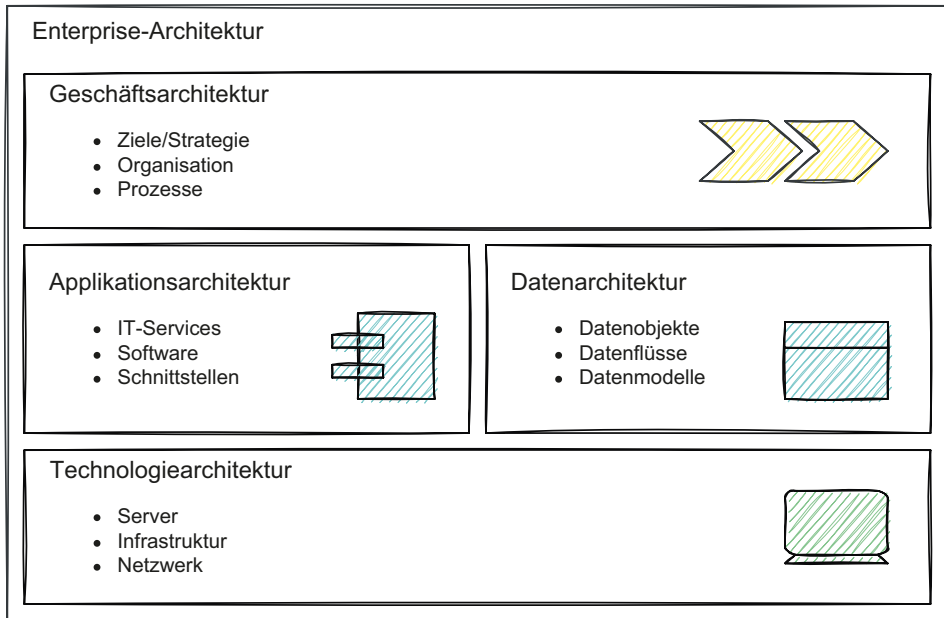 Enterprise-Architektur
Geschäftsarchitektur
• Ziele/Strategie
• Organisation
• Prozesse
Applikationsarchitektur
• IT-Services
• Software
• Schnittstellen
Datenarchitektur
• Datenobjekte
• Datenflüsse
• Datenmodelle
Technologiearchitektur
• Server
• Infrastruktur
• Netzwerk